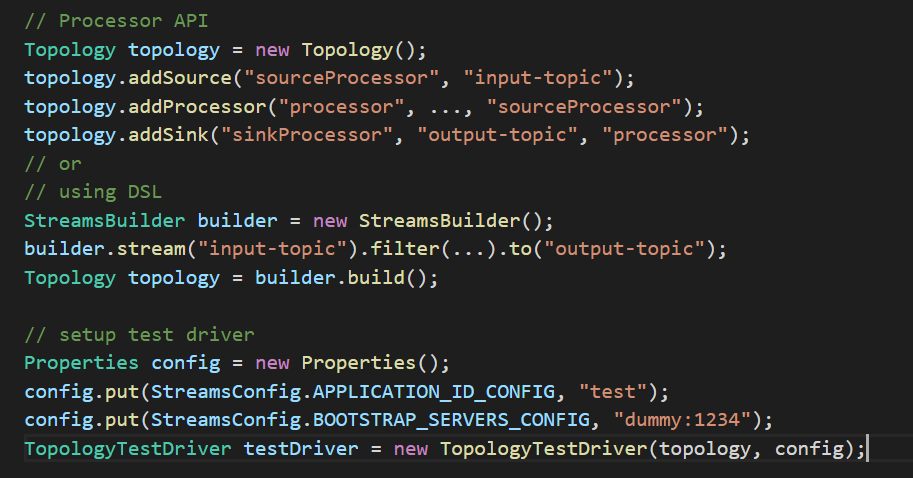 // Processor API
Topology topology = new Topology();
topology.addSource("sourceProcessor", "input-topic");
topology.addProcessor("processor", ..., "sourceProcessor");
topology.addSink("sinkProcessor", "output-topic", "processor");
// or
// using DSL
StreamsBuilder builder = new StreamsBuilder();
builder.stream("input-topic").filter(...).to("output-topic");
Topology topology = builder.build();
// setup test driver
Properties config = new Properties();
config.put(StreamsConfig.APPLICATION_ID_CONFIG, "test");
config.put(StreamsConfig.BOOTSTRAP_SERVERS_CONFIG, "dummy:1234");
TopologyTestDriver testDriver = new TopologyTestDriver(topology, config);